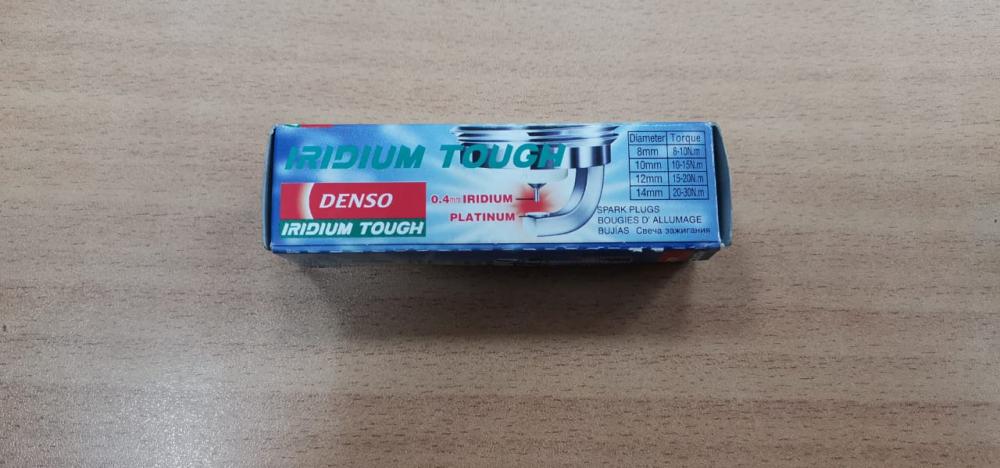 IRIDIUM TOUGH
DENSO
IRIDIUM TOUGH
0.4mm IRIDIUM
PLATINUM
Diameter Torque
8mm 8-10N.m
10mm 10-15N.m
12mm 15-20N.m
14mm 20-30N.m
SPARK PLUGS
BOUGIES D' ALLUMAGE
BUJÍAS Свеча зажигания